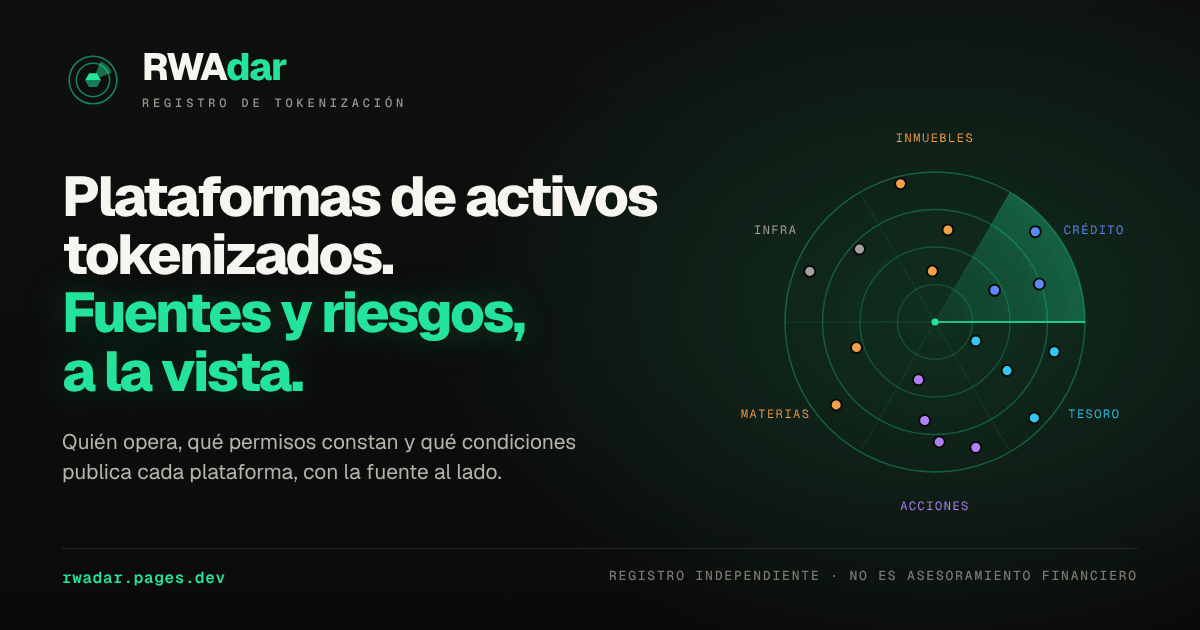 RWAdar
REGISTRO DE TOKENIZACIÓN
Plataformas de activos
tokenizados.
Fuentes y riesgos,
a la vista.
Quién opera, qué permisos constan y qué condiciones
publica cada plataforma, con la fuente al lado.
INMUEBLES
INFRA
CRÉDITO
MATERIAS
TESORO
ACCIONES
rwadar.pages.dev
REGISTRO INDEPENDIENTE · NO ES ASESORAMIENTO FINANCIERO